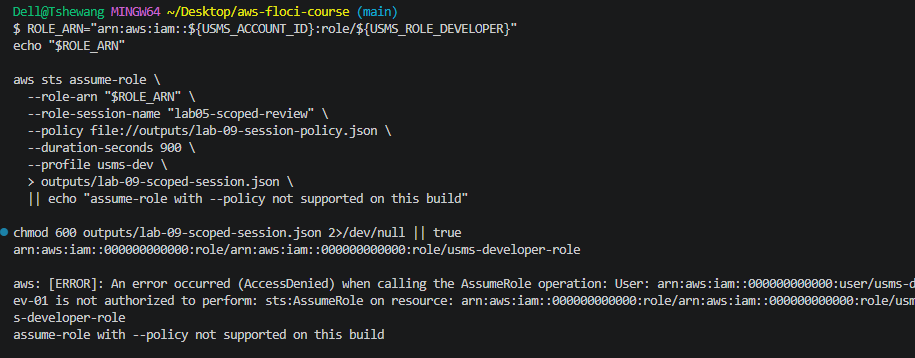 Dell@Tshewang MINGW64 ~/Desktop/aws-floci-course (main)
$ ROLE_ARN="arn:aws:iam::${USMS_ACCOUNT_ID}:role/${USMS_ROLE_DEVELOPER}"
echo "$ROLE_ARN"

aws sts assume-role \
  --role-arn "$ROLE_ARN" \
  --role-session-name "lab05-scoped-review" \
  --policy file://outputs/lab-09-session-policy.json \
  --duration-seconds 900 \
  --profile usms-dev \
  > outputs/lab-09-scoped-session.json \
  || echo "assume-role with --policy not supported on this build"

chmod 600 outputs/lab-09-scoped-session.json 2>/dev/null || true
arn:aws:iam::000000000000:role/arn:aws:iam::000000000000:role/usms-developer-role

aws: [ERROR]: An error occurred (AccessDenied) when calling the AssumeRole operation: User: arn:aws:iam::000000000000:user/usms-d
ev-01 is not authorized to perform: sts:AssumeRole on resource: arn:aws:iam::000000000000:role/arn:aws:iam::000000000000:role/usm
s-developer-role
assume-role with --policy not supported on this build